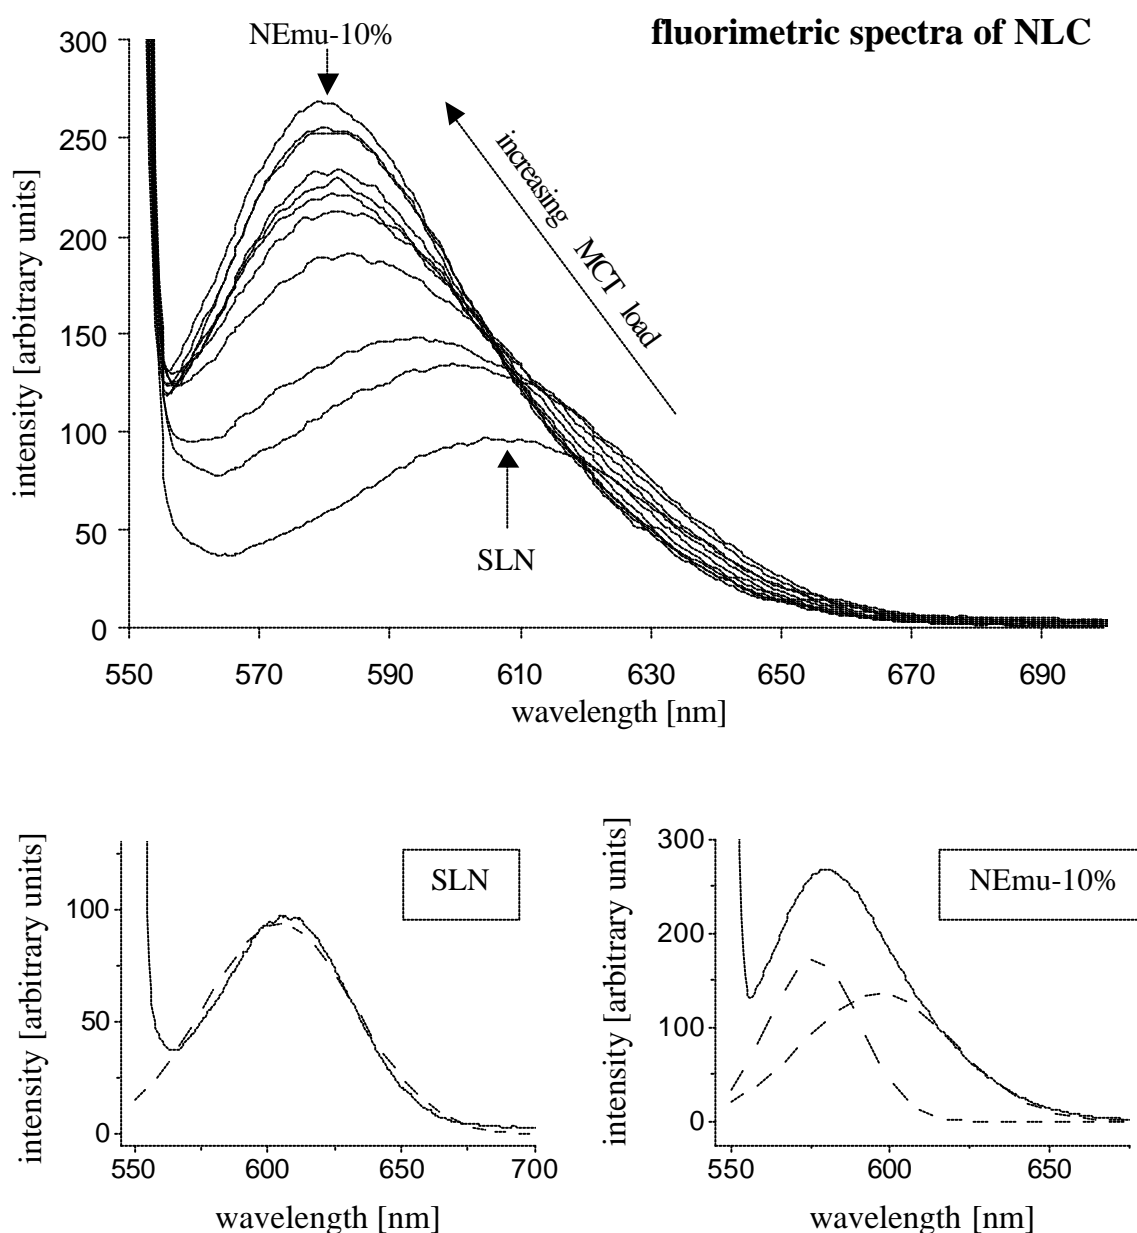 fluorimetric spectra of NLC
NEmu-10%
300
250
200
150
100
50
0
intensity [arbitrary units]
increasing MCT load
SLN
550 570 590 610 630 650 670 690
wavelength [nm]
SLN
100
50
0
intensity [arbitrary units]
550 600 650 700
wavelength [nm]
NEmu-10%
300
200
100
0
intensity [arbitrary units]
550 600 650
wavelength [nm]